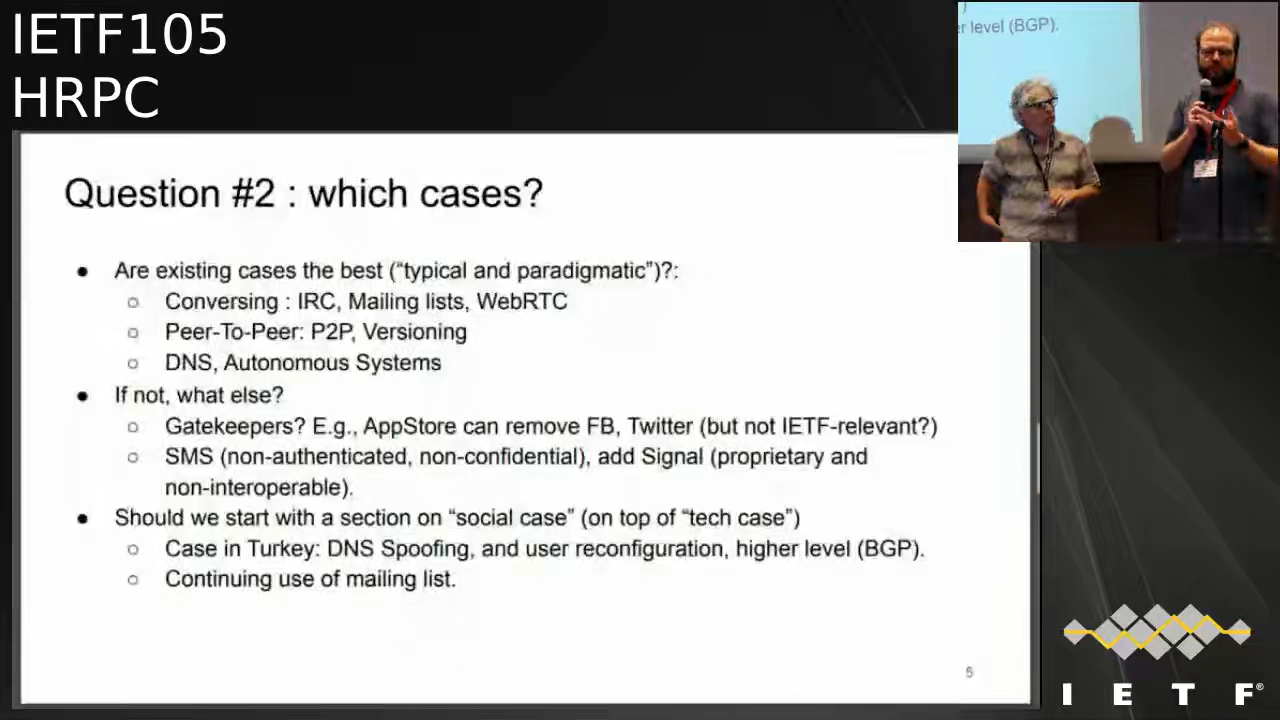 IETF105
HRPC
er level (BGP).
Question #2 : which cases?
● Are existing cases the best (“typical and paradigmatic”)?:
○ Conversing : IRC, Mailing lists, WebRTC
○ Peer-To-Peer: P2P, Versioning
○ DNS, Autonomous Systems
● If not, what else?
○ Gatekeepers? E.g., AppStore can remove FB, Twitter (but not IETF-relevant?)
○ SMS (non-authenticated, non-confidential), add Signal (proprietary and
non-interoperable).
● Should we start with a section on “social case” (on top of “tech case”)
○ Case in Turkey: DNS Spoofing, and user reconfiguration, higher level (BGP).
○ Continuing use of mailing list.
I E T F®